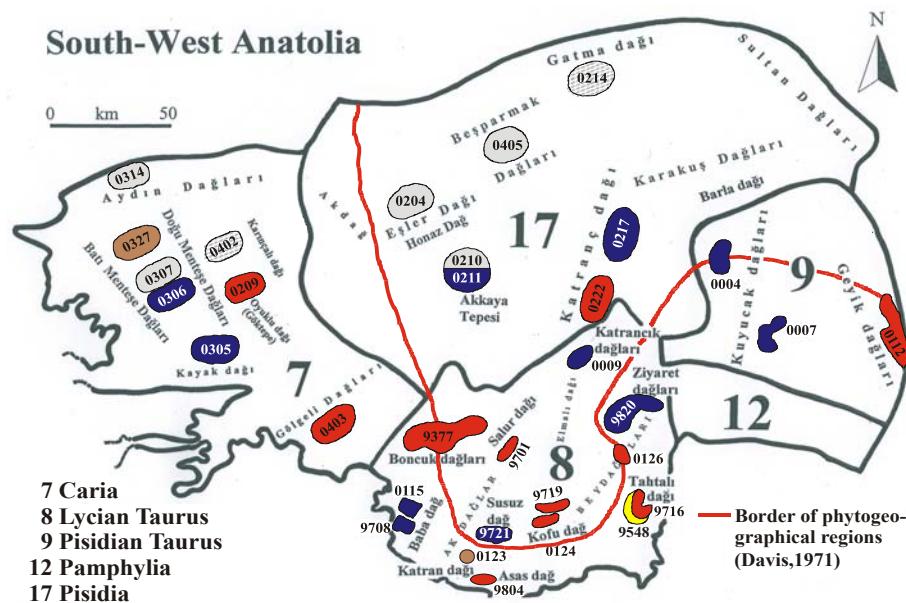 South-West Anatolia
N
0 km 50
Gatma dağı
0214
Sultan Dağları
Beşparmak Dağları
0405
0314
Aydın Dağları
Akdağ
0204
Eşler Dağı
Honaz Dağ
17
Karakuş Dağları
Barla dağı
0327
0307
0306
Batı Menteşe Dağları
Doğu Menteşe Dağları
0402
Karıncalı dağı
0209
Oyuklu dağı
(Göktepe)
0210
0211
Akkaya
Tepesi
Katranç dağı
0217
0222
0004
9
Kuyucak dağları
0007
Geyik dağları
0112
0305
Kayak dağı
7
Gölgeli Dağları
0403
Katrancık
dağları
0009
Ziyaret
dağları
9820
12
9377
Boncuk dağları
Salur dağı
9701
Elmalı dağı
8
BEYDAĞLARI
0126
Tahtalı
dağı
9716
9548
0115
9708
Baba dağ
AKDAĞLAR
Susuz
dağ
9721
9719
Kofu dağ
0124
0123
Katran dağı
Asas dağ
9804
7 Caria
8 Lycian Taurus
9 Pisidian Taurus
12 Pamphylia
17 Pisidia
Border of phytogeo-
graphical regions
(Davis,1971)